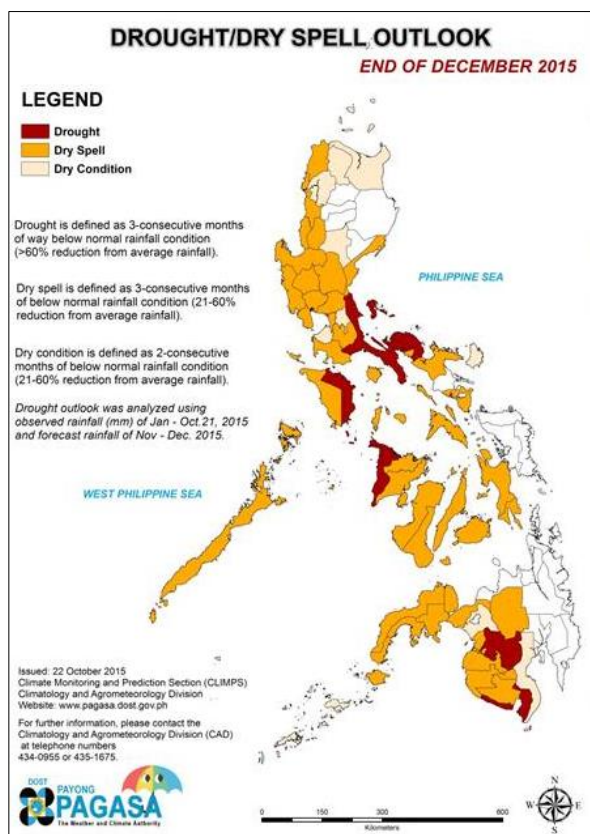 DROUGHT/DRY SPELL OUTLOOK
END OF DECEMBER 2015
LEGEND
Drought
Dry Spell
Dry Condition
Drought is defined as 3-consecutive months
of way below normal rainfall condition
(>60% reduction from average rainfall).
Dry spell is defined as 3-consecutive months
of below normal rainfall condition (21-60%
reduction from average rainfall).
Dry condition is defined as 2-consecutive
months of below normal rainfall condition
(21-60% reduction from average rainfall).
Drought outlook was analyzed using
observed rainfall (mm) of Jan - Oct.21, 2015
and forecast rainfall of Nov - Dec. 2015.
PHILIPPINE SEA
WEST PHILIPPINE SEA
Issued: 22 October 2015
Climate Monitoring and Prediction Section (CLIMPS)
Climatology and Agrometeorology Division
Website: www.pagasa.dost.gov.ph
For further information, please contact the
Climatology and Agrometeorology Division (CAD)
at telephone numbers
434-0955 or 435-1675.
DOST
PAYONG
PAGASA
The Weather and Climate Authority
0 150 300 600
Kilometers
N
W E
S